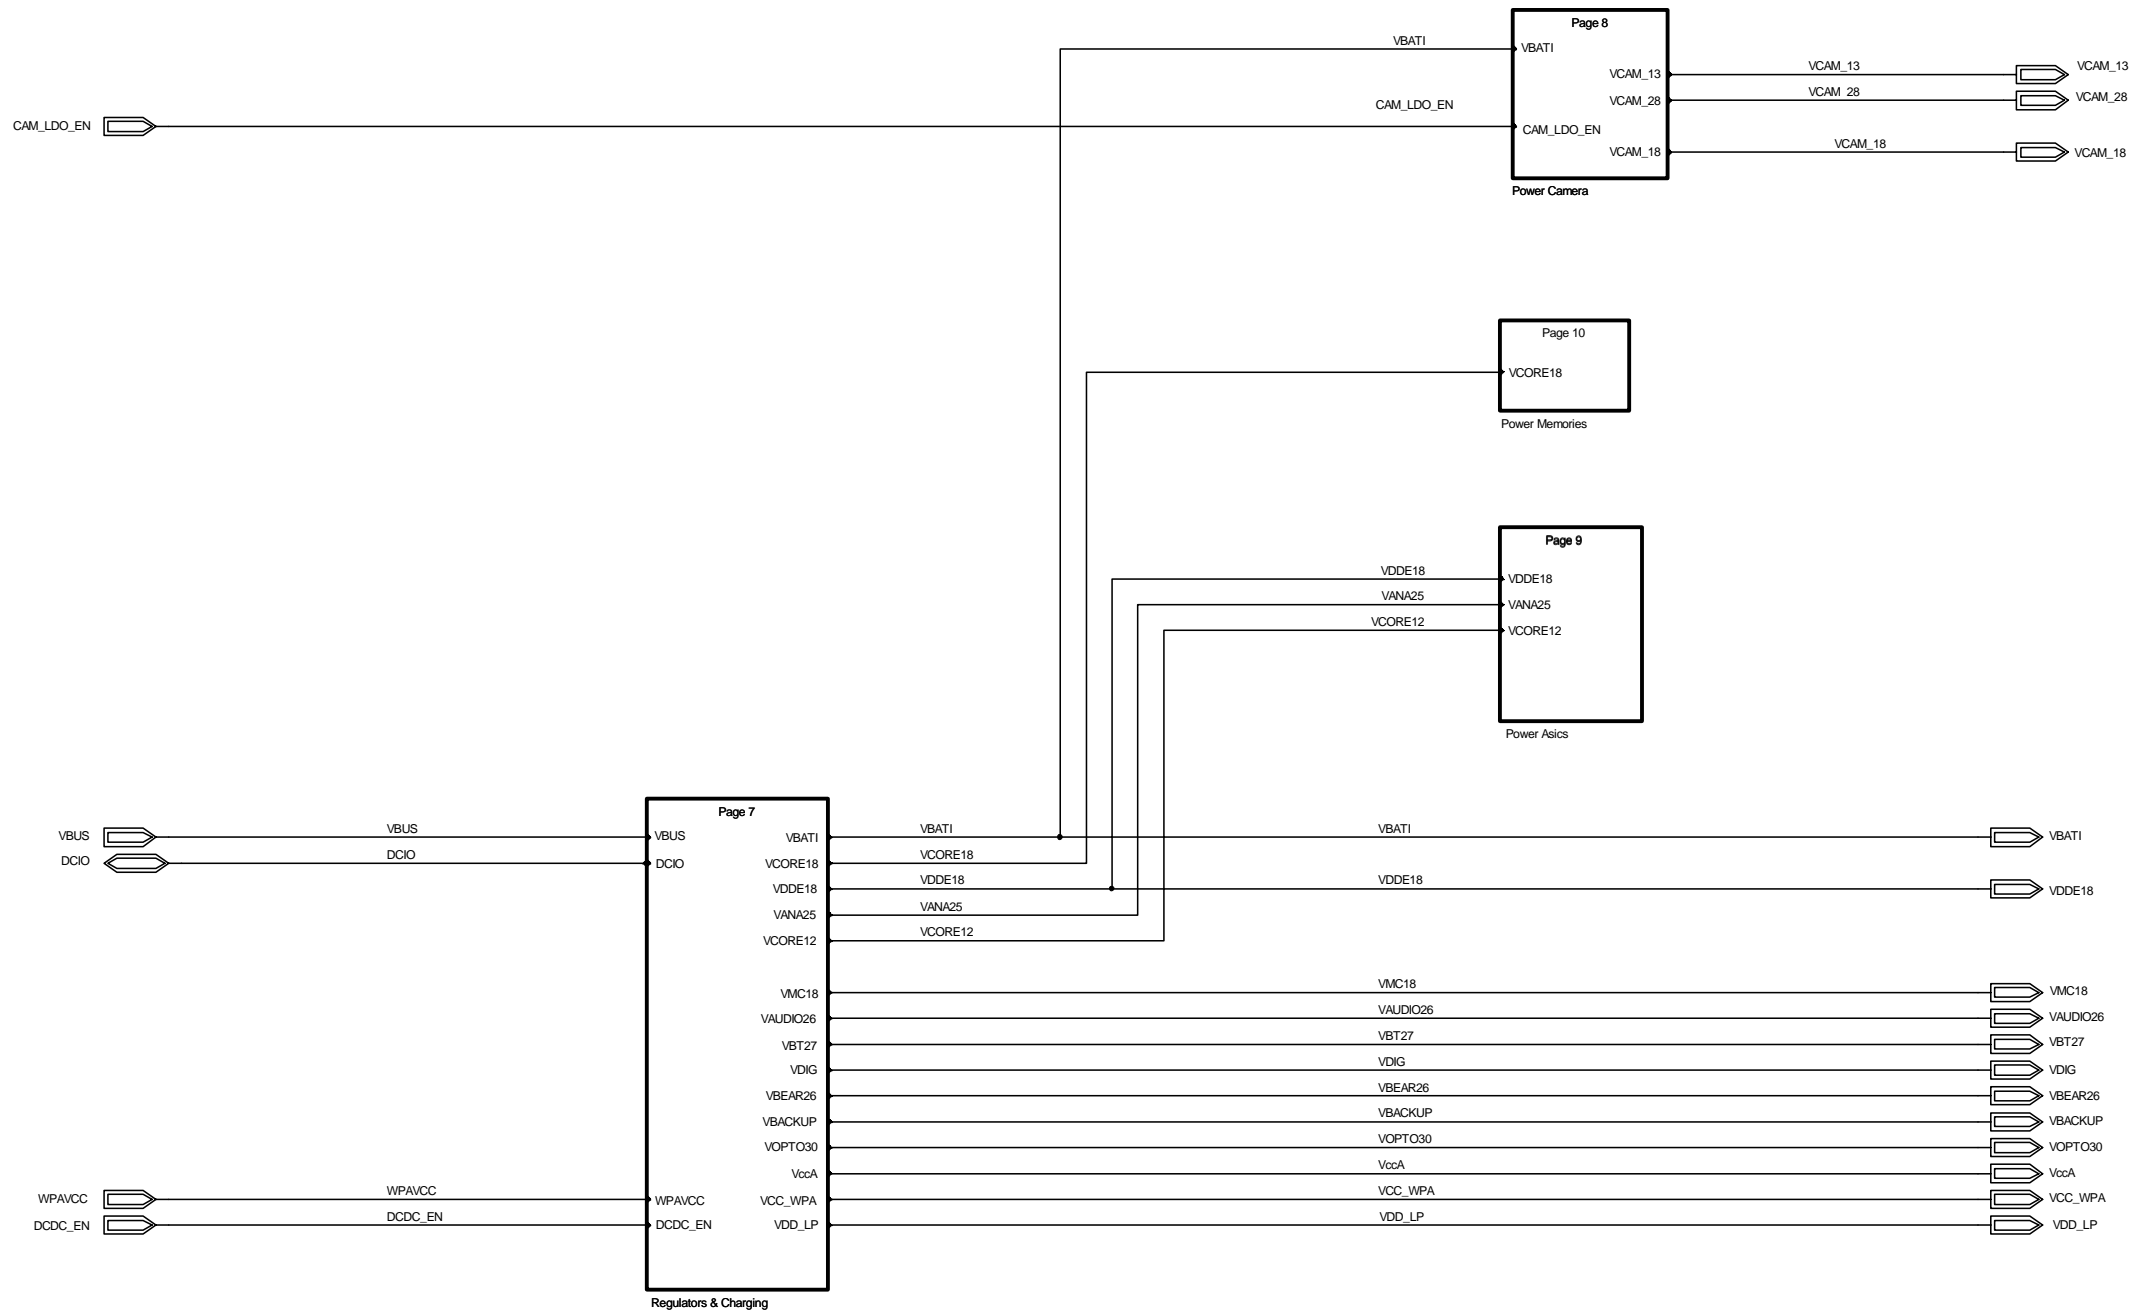 Page 8
VBATI
VBATI
VCAM_13
VCAM_13
VCAM_13
VCAM_28
VCAM 28
VCAM_28
CAM_LDO_EN
CAM_LDO_EN
CAM_LDO_EN
VCAM_18
VCAM_18
VCAM_18
Power Camera
Page 10
VCORE18
Power Memories
Page 9
VDDE18
VDDE18
VANA25
VANA25
VCORE12
VCORE12
Power Asics
Page 7
VBUS
VBUS
VBUS
VBATI
VBATI
VBATI
VBATI
DCIO
DCIO
DCIO
VCORE18
VCORE18
VDDE18
VDDE18
VDDE18
VDDE18
VANA25
VANA25
VCORE12
VCORE12
VMC18
VMC18
VMC18
VAUDIO26
VAUDIO26
VAUDIO26
VBT27
VBT27
VBT27
VDIG
VDIG
VDIG
VBEAR26
VBEAR26
VBEAR26
VBACKUP
VBACKUP
VBACKUP
VOPTO30
VOPTO30
VOPTO30
VccA
VccA
VccA
WPAVCC
WPAVCC
WPAVCC
VCC_WPA
VCC_WPA
VCC_WPA
DCDC_EN
DCDC_EN
DCDC_EN
VDD_LP
VDD_LP
VDD_LP
Regulators & Charging